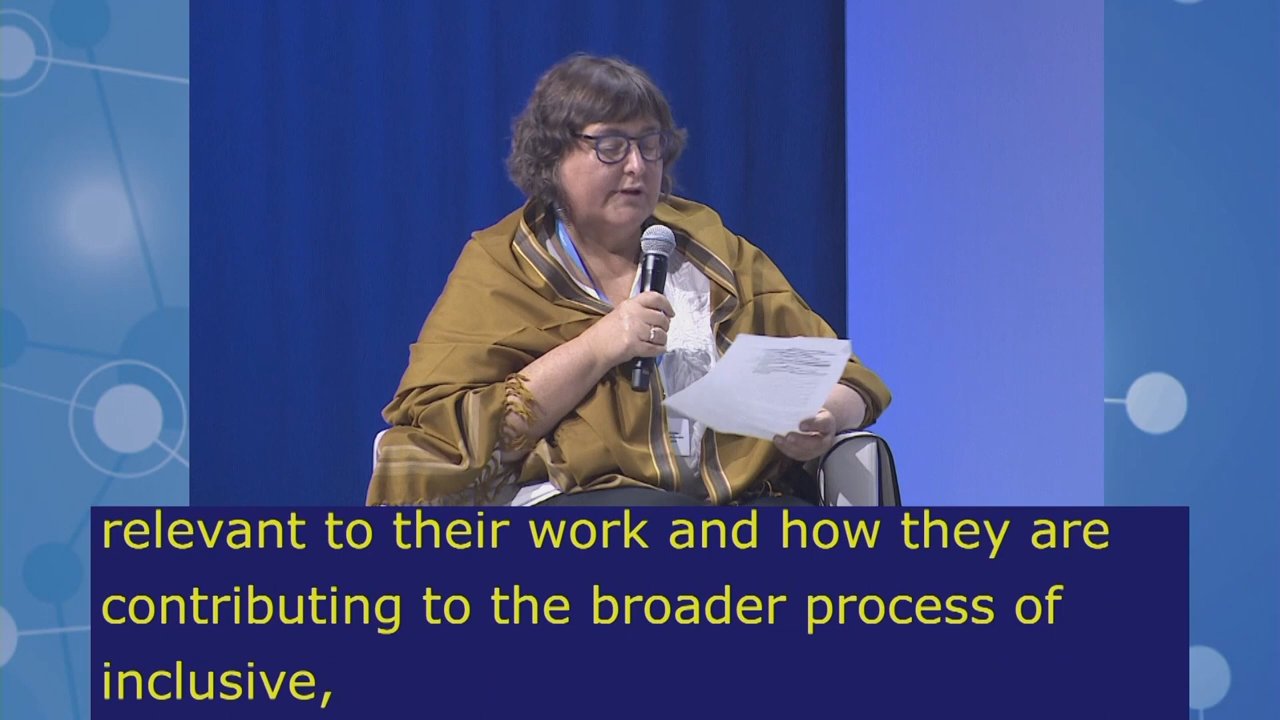 relevant to their work and how they are
contributing to the broader process of
inclusive,